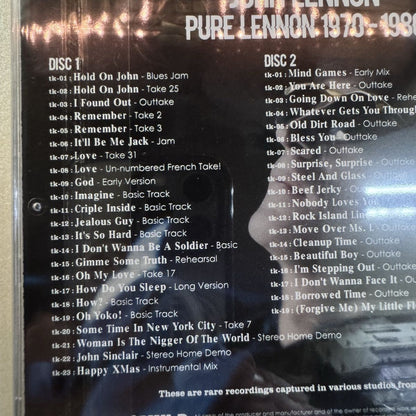 JOHN LENNON
PURE LENNON 1970-1980
DISC 1
tk-01: Hold On John - Blues Jam
tk-02: Hold On John - Take 25
tk-03: I Found Out - Outtake
tk-04: Remember - Take 2
tk-05: Remember - Take 3
tk-06: It'll Be Me Jack - Jam
tk-07: Love - Take 31
tk-08: Love - Un-numbered French Take!
tk-09: God - Early Version
tk-10: Imagine - Basic Track
tk-11: Criple Inside - Basic Track
tk-12: Jealous Guy - Basic Track
tk-13: It's So Hard - Basic Track
tk-14: I Don't Wanna Be A Soldier - Basic
tk-15: Gimme Some Truth - Rehearsal
tk-16: Oh My Love - Take 17
tk-17: How Do You Sleep - Long Version
tk-18: How? - Basic Track
tk-19: Oh Yoko! - Basic Track
tk-20: Some Time In New York City - Take 7
tk-21: Woman Is The Nigger Of The World - Stereo Home Demo
tk-22: John Sinclair - Stereo Home Demo
tk-23: Happy XMas - Instrumental Mix
DISC 2
tk-01: Mind Games - Early Mix
tk-02: You Are Here - Outtake
tk-03: Going Down On Love - Rehe
tk-04: Whatever Gets You Through
tk-05: Old Dirt Road - Outtake
tk-06: Bless You - Outtake
tk-07: Scared - Outtake
tk-08: Surprise, Surprise - Outtake
tk-09: Steel And Glass - Outtake
tk-10: Beef Jerky - Outtake
tk-11: Nobody Loves You
tk-12: Rock Island Line
tk-13: Move Over Ms. L - Outtake
tk-14: Cleanup Time - Outtake
tk-15: Beautiful Boy - Outtake
tk-16: I'm Stepping Out - Outtake
tk-17: I Don't Wanna Face It - Ou
tk-18: Borrowed Time - Outtake
tk-19: (Forgive Me) My Little Fl
These are rare recordings captured in various studios from